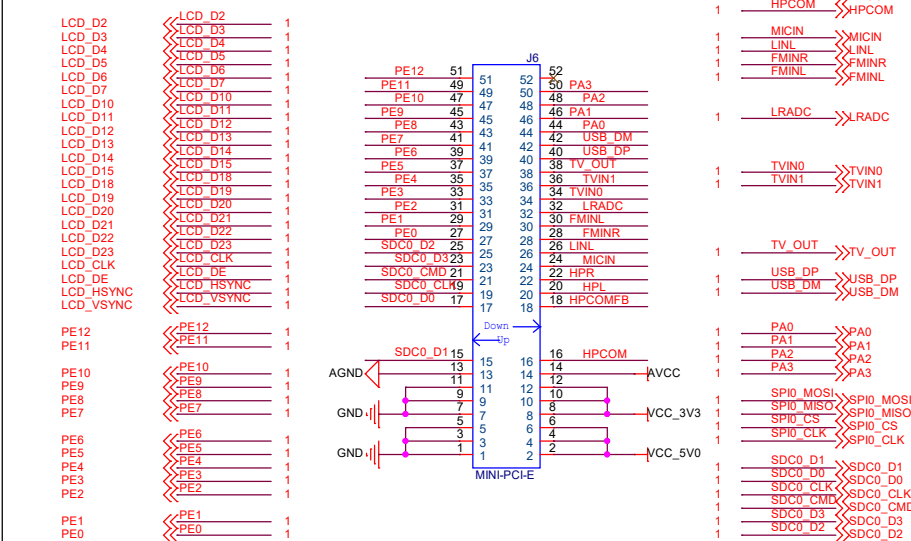 HPCOM 1 HPCOM
LCD_D2 LCD_D2 1
LCD_D3 LCD_D3 1 MICIN 1 MICIN
LCD_D4 LCD_D4 1 LINL 1 LINL
LCD_D5 LCD_D5 1 J6 FMINR 1 FMINR
LCD_D6 LCD_D6 1 PE12 51 51 52 52 FMINL 1 FMINL
LCD_D7 LCD_D7 1 PE11 49 49 50 50 PA3
LCD_D10 LCD_D10 1 PE10 47 47 48 48 PA2
LCD_D11 LCD_D11 1 PE9 45 45 46 46 PA1 LRADC 1 LRADC
LCD_D12 LCD_D12 1 PE8 43 43 44 44 PA0
LCD_D13 LCD_D13 1 PE7 41 41 42 42 USB_DM
LCD_D14 LCD_D14 1 PE6 39 39 40 40 USB_DP
LCD_D15 LCD_D15 1 PE5 37 37 38 38 TV_OUT TVIN0 1 TVIN0
LCD_D18 LCD_D18 1 PE4 35 35 36 36 TVIN1 TVIN1 1 TVIN1
LCD_D19 LCD_D19 1 PE3 33 33 34 34 TVIN0
LCD_D20 LCD_D20 1 PE2 31 31 32 32 LRADC
LCD_D21 LCD_D21 1 PE1 29 29 30 30 FMINL
LCD_D22 LCD_D22 1 PE0 27 27 28 28 FMINR
LCD_D23 LCD_D23 1 SDC0_D2 25 25 26 26 LINL TV_OUT 1 TV_OUT
LCD_CLK LCD_CLK 1 SDC0_D3 23 23 24 24 MICIN
LCD_DE LCD_DE 1 SDC0_CMD 21 21 22 22 HPR USB_DP 1 USB_DP
LCD_HSYNC LCD_HSYNC 1 SDC0_CLK 19 19 20 20 HPL USB_DM 1 USB_DM
LCD_VSYNC LCD_VSYNC 1 SDC0_D0 17 17 18 18 HPCOMFB
Down
PE12 PE12 1 Up PA0 1 PA0
PE11 PE11 1 PA1 1 PA1
SDC0_D1 15 15 16 16 HPCOM PA2 1 PA2
PE10 PE10 1 AGND 13 13 14 14 AVCC PA3 1 PA3
PE9 PE9 1 11 11 12 12
PE8 PE8 1 9 9 10 10 SPI0_MOSI 1 SPI0_MOSI
PE7 PE7 1 GND 7 7 8 8 VCC_3V3 SPI0_MISO 1 SPI0_MISO
5 5 6 6 SPI0_CS 1 SPI0_CS
PE6 PE6 1 3 3 4 4 SPI0_CLK 1 SPI0_CLK
PE5 PE5 1 GND 1 1 2 2 VCC_5V0
PE4 PE4 1 SDC0_D1 1 SDC0_D1
PE3 PE3 1 MINI-PCI-E SDC0_D0 1 SDC0_D0
PE2 PE2 1 SDC0_CLK 1 SDC0_CLK
SDC0_CMD 1 SDC0_CMD
PE1 PE1 1 SDC0_D3 1 SDC0_D3
PE0 PE0 1 SDC0_D2 1 SDC0_D2